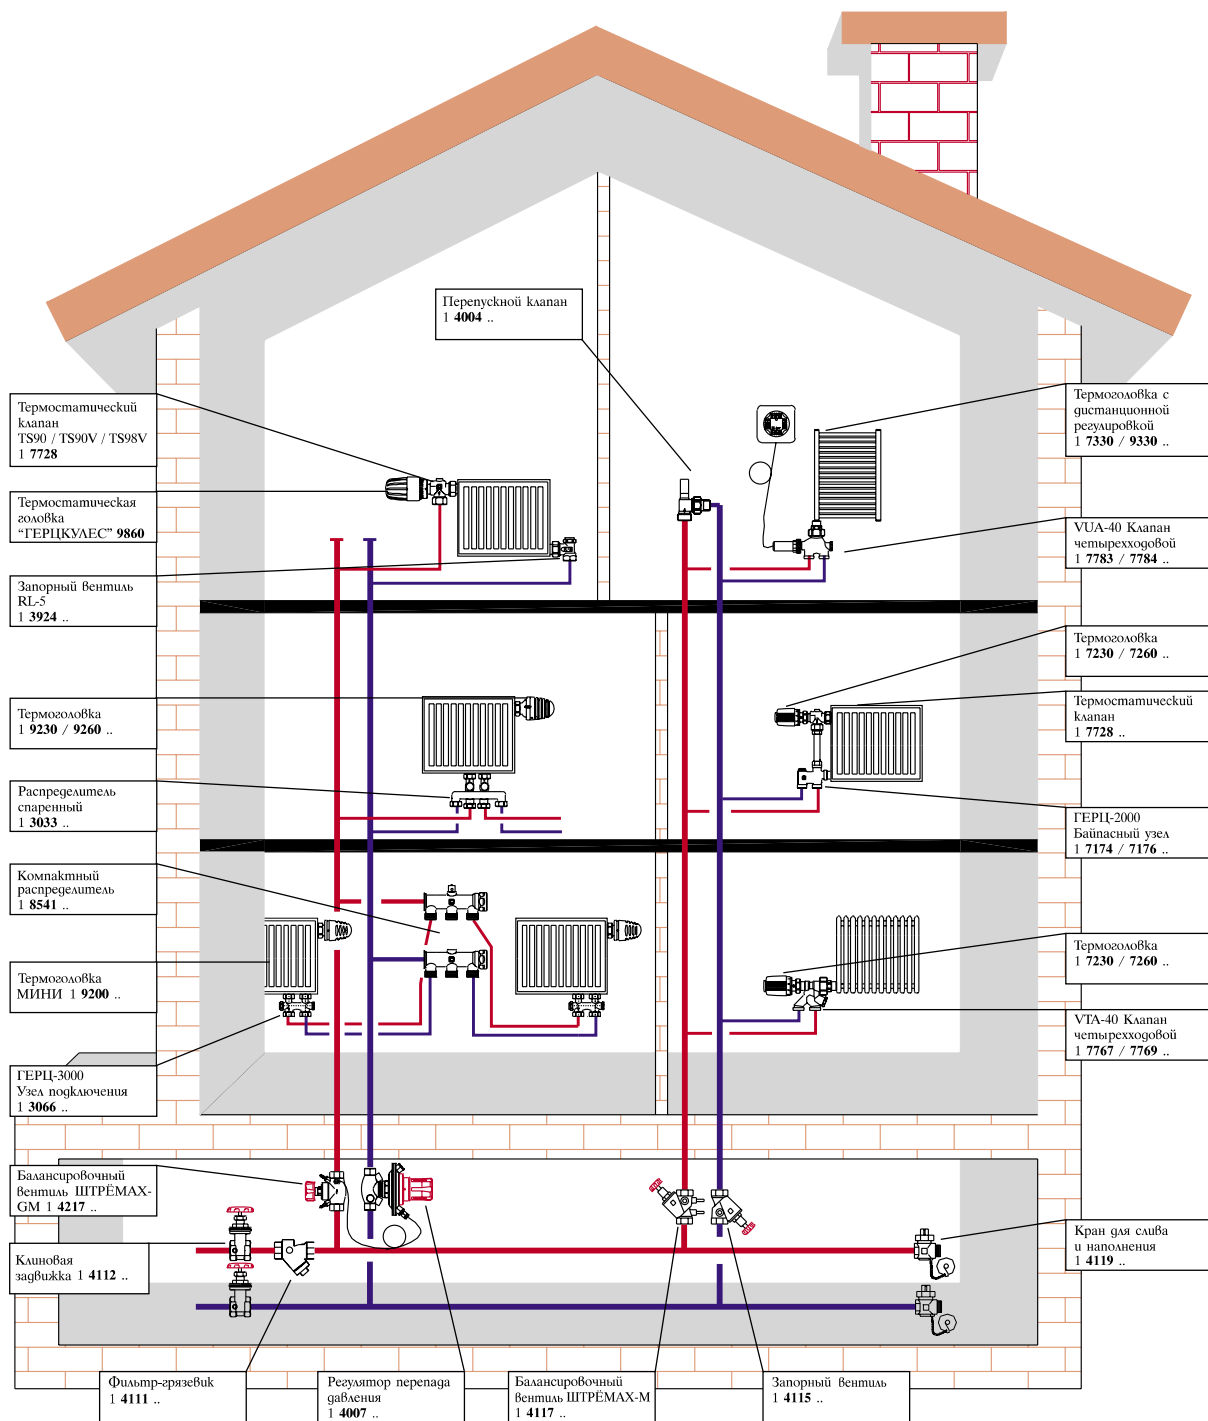 Перепускной клапан
1 4004 ..
Термостатический
клапан
TS90 / TS90V / TS98V
1 7728
Термостатическая
головка
“ГЕРЦКУЛЕС” 9860
Запорный вентиль
RL-5
1 3924 ..
Термоголовка
1 9230 / 9260 ..
Распределитель
спаренный
1 3033 ..
Компактный
распределитель
1 8541 ..
Термоголовка
МИНИ 1 9200 ..
ГЕРЦ-3000
Узел подключения
1 3066 ..
Балансировочный
вентиль ШТРЁМАХ-
GM 1 4217 ..
Клиновая
задвижка 1 4112 ..
Термоголовка с
дистанционной
регулировкой
1 7330 / 9330 ..
VUA-40 Клапан
четырехходовой
1 7783 / 7784 ..
Термоголовка
1 7230 / 7260 ..
Термостатический
клапан
1 7728 ..
ГЕРЦ-2000
Байпасный узел
1 7174 / 7176 ..
Термоголовка
1 7230 / 7260 ..
VTA-40 Клапан
четырехходовой
1 7767 / 7769 ..
Кран для слива
и наполнения
1 4119 ..
Фильтр-грязевик
1 4111 ..
Регулятор перепада
давления
1 4007 ..
Балансировочный
вентиль ШТРЁМАХ-М
1 4117 ..
Запорный вентиль
1 4115 ..